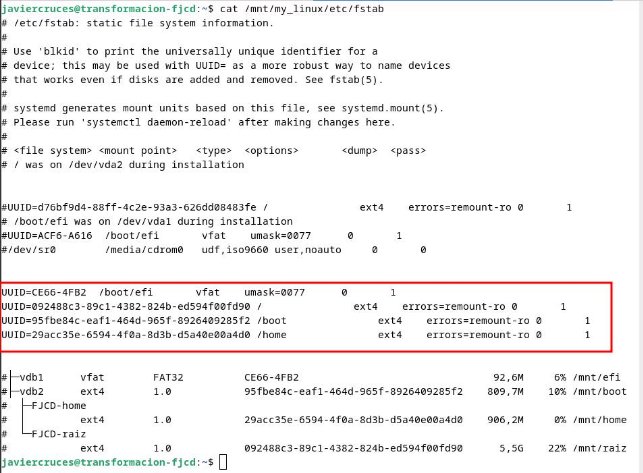 javiercruces@transformacion-fjcd:~$ cat /mnt/my_linux/etc/fstab
# /etc/fstab: static file system information.
#
# Use 'blkid' to print the universally unique identifier for a
# device; this may be used with UUID= as a more robust way to name devices
# that works even if disks are added and removed. See fstab(5).
#
# systemd generates mount units based on this file, see systemd.mount(5).
# Please run 'systemctl daemon-reload' after making changes here.
#
# <file system> <mount point>   <type>  <options>       <dump>  <pass>
# / was on /dev/vda2 during installation
#UUID=d76bf9d4-88ff-4c2e-93a3-626dd08483fe /               ext4    errors=remount-ro 0       1
# /boot/efi was on /dev/vda1 during installation
#UUID=ACF6-A616  /boot/efi       vfat    umask=0077      0       1
#/dev/sr0        /media/cdrom0   udf,iso9660 user,noauto     0       0
UUID=CE66-4FB2  /boot/efi       vfat    umask=0077      0       1
UUID=092488c3-89c1-4382-824b-ed594f00fd90 /               ext4    errors=remount-ro 0       1
UUID=95fbe84c-eaf1-464d-965f-8926409285f2 /boot               ext4    errors=remount-ro 0       1
UUID=29acc35e-6594-4f0a-8d3b-d5a40e00a4d0 /home               ext4    errors=remount-ro 0       1
# ├─vdb1     vfat        FAT32          CE66-4FB2                              92,6M     6% /mnt/efi
# ├─vdb2     ext4        1.0            95fbe84c-eaf1-464d-965f-8926409285f2  809,7M    10% /mnt/boot
#   ├─FJCD-home
#            ext4        1.0            29acc35e-6594-4f0a-8d3b-d5a40e00a4d0  906,2M     0% /mnt/home
#   └─FJCD-raiz
#            ext4        1.0            092488c3-89c1-4382-824b-ed594f00fd90    5,5G    22% /mnt/raiz
javiercruces@transformacion-fjcd:~$